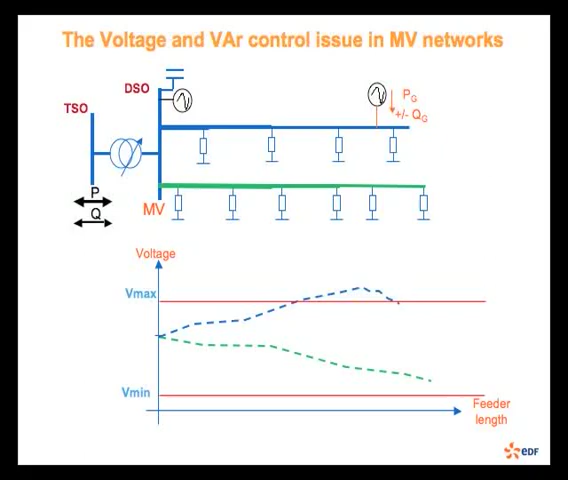 The Voltage and VAr control issue in MV networks
DSO
TSO
PG
+/- QG
P
Q
MV
Voltage
Vmax
Vmin
Feeder
length
eDF